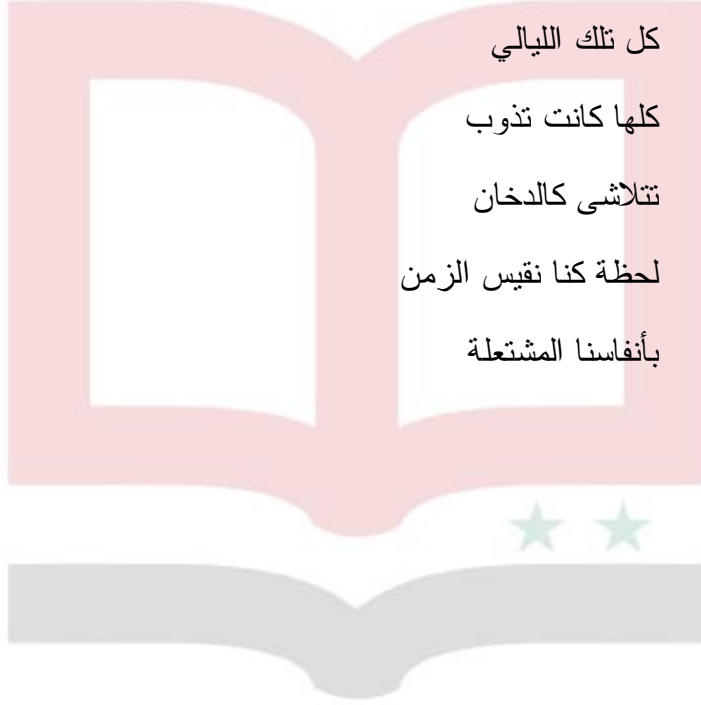 كل تلك الليالي
كلها كانت تذوب
تتلاشى كالدخان
لحظة كنا نقيس الزمن
بأنفاسنا المشتعلة